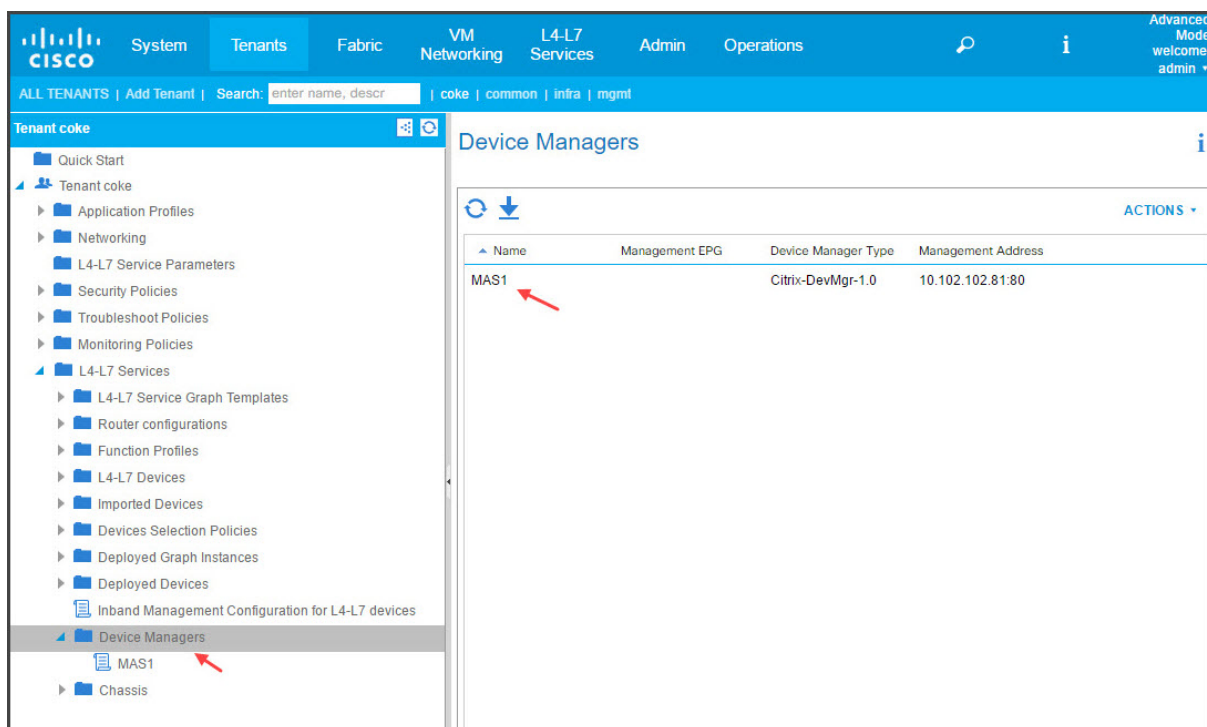 CISCO
System Tenants Fabric VM Networking L4-L7 Services Admin Operations i Advanced Mode welcome admin
ALL TENANTS | Add Tenant | Search: enter name, descr | coke | common | infra | mgmt
Tenant coke
Quick Start
Tenant coke
Application Profiles
Networking
L4-L7 Service Parameters
Security Policies
Troubleshoot Policies
Monitoring Policies
L4-L7 Services
L4-L7 Service Graph Templates
Router configurations
Function Profiles
L4-L7 Devices
Imported Devices
Devices Selection Policies
Deployed Graph Instances
Deployed Devices
Inband Management Configuration for L4-L7 devices
Device Managers
MAS1
Chassis
Device Managers i
ACTIONS
Name Management EPG Device Manager Type Management Address
MAS1 Citrix-DevMgr-1.0 10.102.102.81:80